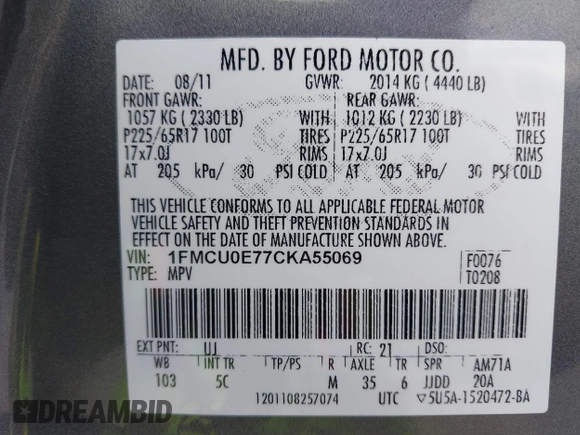 MFD. BY FORD MOTOR CO.
DATE: 08/11 GVWR: 2014 KG ( 4440 LB)
FRONT GAWR: REAR GAWR:
1057 KG ( 2330 LB) WITH 1012 KG ( 2230 LB) WITH
P225/65R17 100T TIRES P225/65R17 100T TIRES
17x7.0J RIMS 17x7.0J RIMS
AT 205 kPa/ 30 PSI COLD AT 205 kPa/ 30 PSI COLD
THIS VEHICLE CONFORMS TO ALL APPLICABLE FEDERAL MOTOR
VEHICLE SAFETY AND THEFT PREVENTION STANDARDS IN
EFFECT ON THE DATE OF MANUFACTURE SHOWN ABOVE.
VIN: 1FMCU0E77CKA55069 F0076
TYPE: MPV T0208
EXT PNT: UJ RC: 21 DSO:
WB INT TR TP/PS R AXLE TR SPR AM71A
103 5C M 35 6 JJDD 20A
1201108257074 UTC ▽5U5A-1520472-BA
DREAMBID
dreambid.com